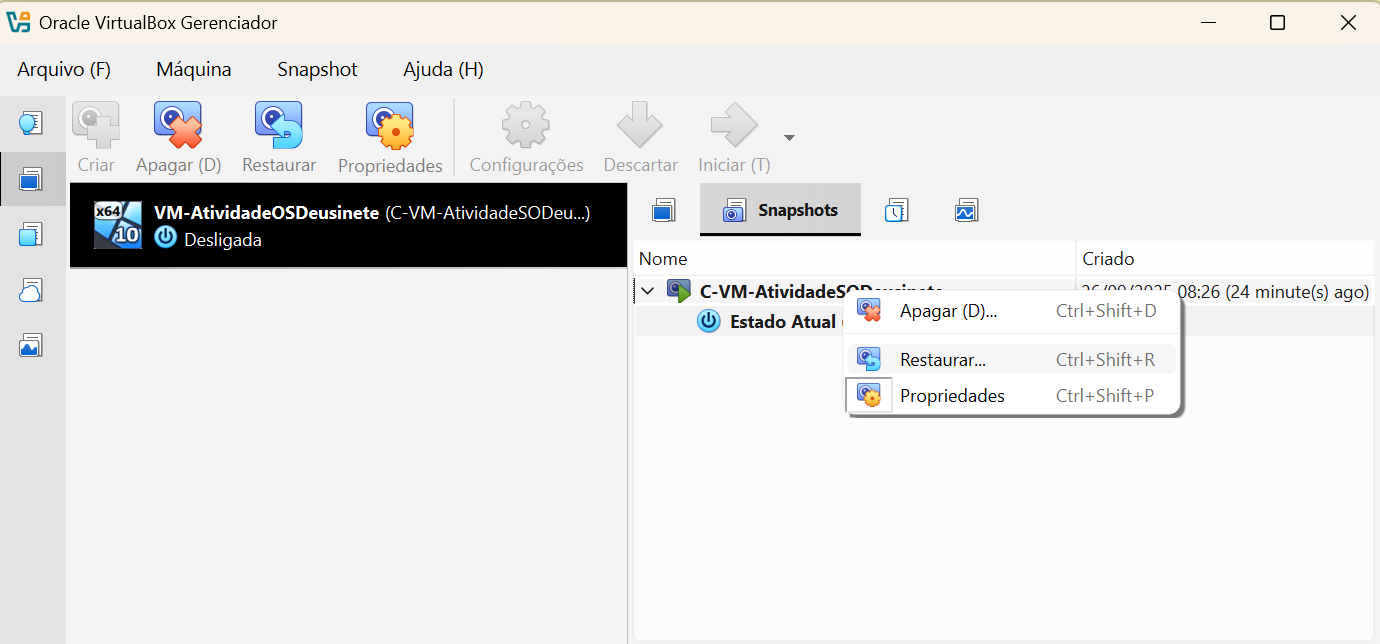 Oracle VirtualBox Gerenciador
Arquivo (F) Máquina Snapshot Ajuda (H)
Criar Apagar (D) Restaurar Propriedades Configurações Descartar Iniciar (T)
x64 10 VM-AtividadeOSDeusinete (C-VM-AtividadeSODeu...)
Desligada
Snapshots
Nome Criado
C-VM-AtividadeSODeusinete 26/09/2025 08:26 (24 minute(s) ago)
Estado Atual
Apagar (D)... Ctrl+Shift+D
Restaurar... Ctrl+Shift+R
Propriedades Ctrl+Shift+P